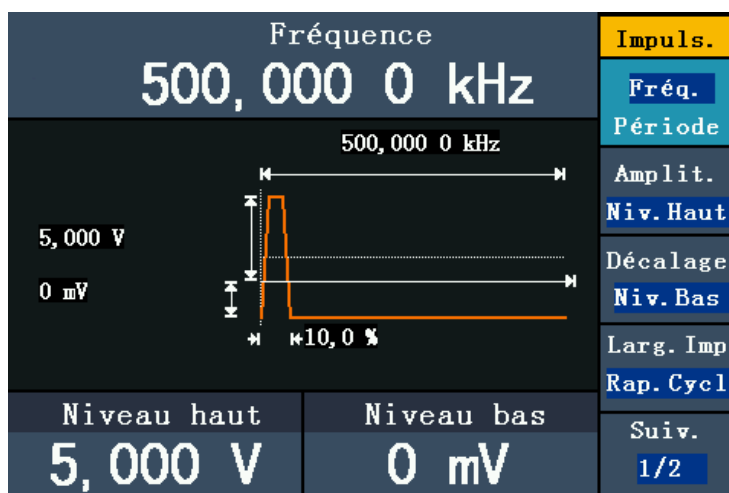 Fréquence
500,000 0 kHz
500,000 0 kHz
5,000 V
0 mV
10,0 %
Niveau haut
5,000 V
Niveau bas
0 mV
Impuls.
Fréq.
Période
Amplit.
Niv.Haut
Décalage
Niv.Bas
Larg.Imp
Rap.Cycl
Suiv.
1/2